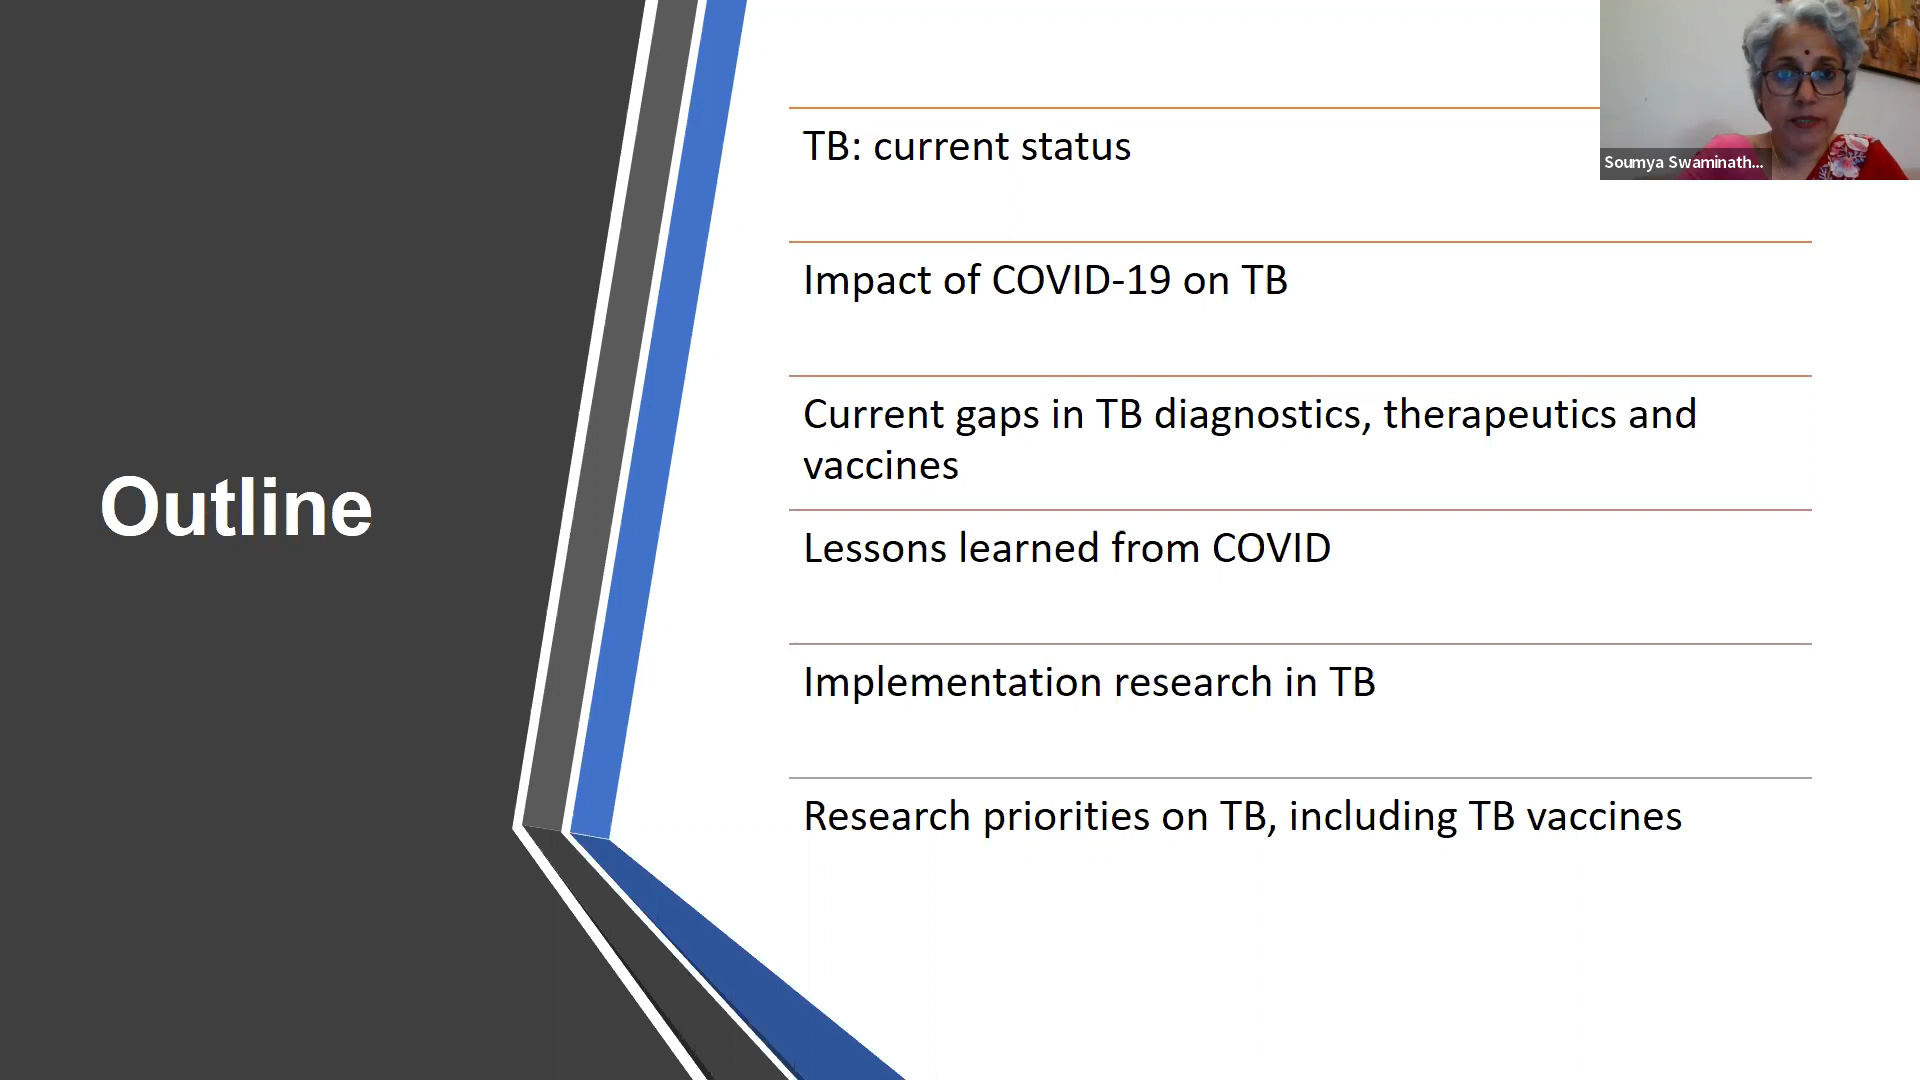 Outline
TB: current status
Impact of COVID-19 on TB
Current gaps in TB diagnostics, therapeutics and
vaccines
Lessons learned from COVID
Implementation research in TB
Research priorities on TB, including TB vaccines
Soumya Swaminath...